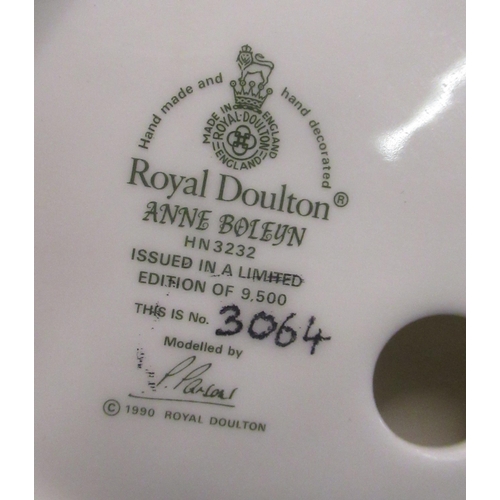 Hand made and hand decorated
MADE IN ENGLAND
ROYAL·DOULTON
ENGLAND
Royal Doulton®
ANNE BOLEYN
HN3232
ISSUED IN A LIMITED
EDITION OF 9,500
THIS IS No. 3064
Modelled by
P. Parsons
© 1990 ROYAL DOULTON